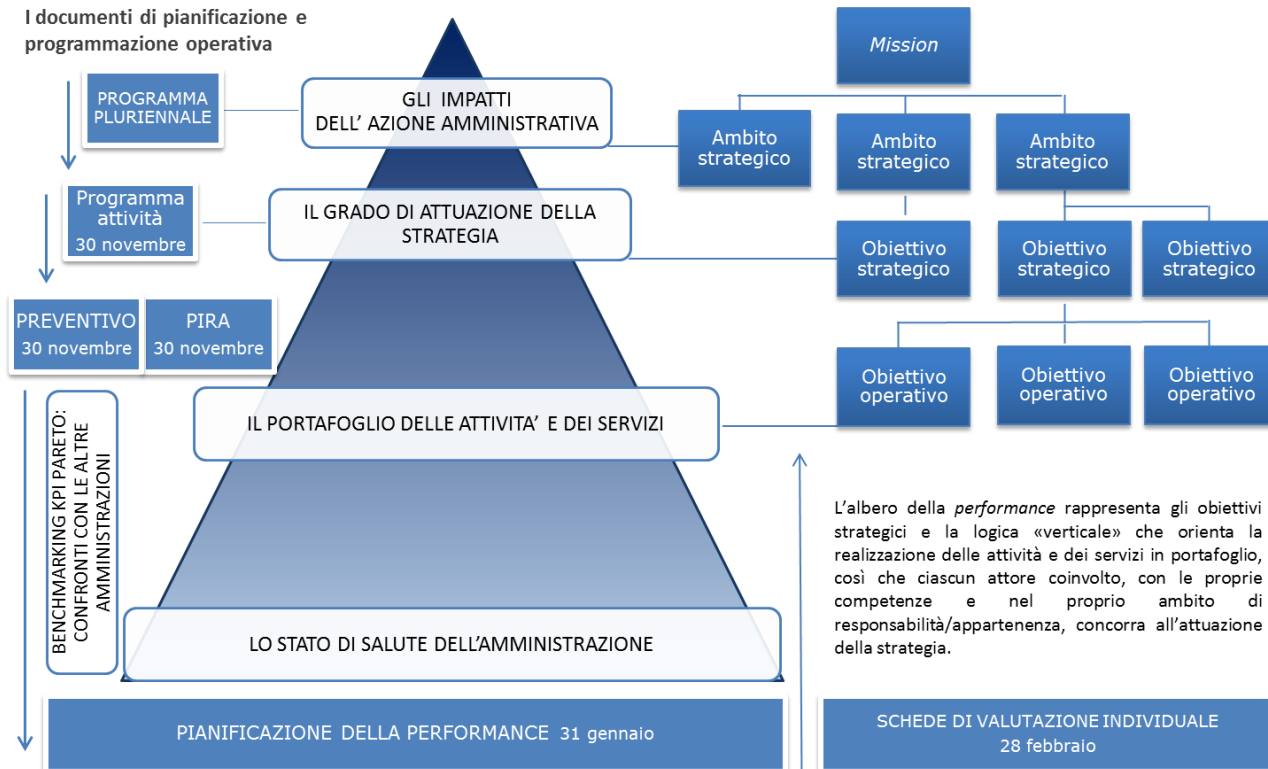 I documenti di pianificazione e
programmazione operativa
PROGRAMMA
PLURIENNALE
GLI  IMPATTI
DELL’ AZIONE AMMINISTRATIVA
Mission
Ambito
strategico
Ambito
strategico
Ambito
strategico
Programma
attività
30 novembre
IL GRADO DI ATTUAZIONE DELLA
STRATEGIA
Obiettivo
strategico
Obiettivo
strategico
Obiettivo
strategico
PREVENTIVO
30 novembre
PIRA
30 novembre
Obiettivo
operativo
Obiettivo
operativo
Obiettivo
operativo
IL PORTAFOGLIO DELLE ATTIVITA’ E DEI SERVIZI
BENCHMARKING KPI PARETO:
CONFRONTI CON LE ALTRE
AMMINISTRAZIONI
L’albero della performance rappresenta gli obiettivi
strategici e la logica «verticale» che orienta la
realizzazione delle attività e dei servizi in portafoglio,
così che ciascun attore coinvolto, con le proprie
competenze e nel proprio ambito di
responsabilità/appartenenza, concorra all’attuazione
della strategia.
LO STATO DI SALUTE DELL’AMMINISTRAZIONE
PIANIFICAZIONE DELLA PERFORMANCE 31 gennaio
SCHEDE DI VALUTAZIONE INDIVIDUALE
28 febbraio